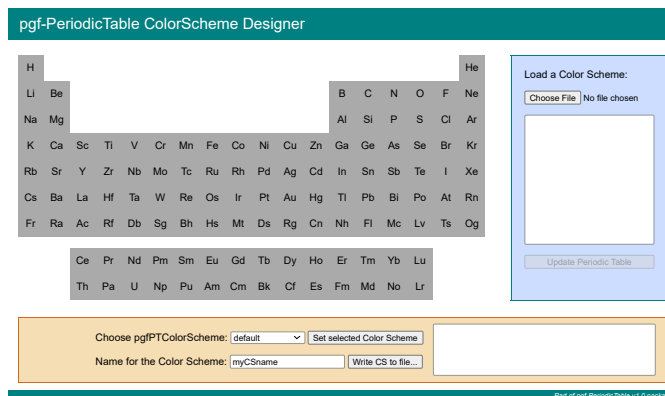 pgf-PeriodicTable ColorScheme Designer
H He
Li Be B C N O F Ne
Na Mg Al Si P S Cl Ar
K Ca Sc Ti V Cr Mn Fe Co Ni Cu Zn Ga Ge As Se Br Kr
Rb Sr Y Zr Nb Mo Tc Ru Rh Pd Ag Cd In Sn Sb Te I Xe
Cs Ba La Hf Ta W Re Os Ir Pt Au Hg Tl Pb Bi Po At Rn
Fr Ra Ac Rf Db Sg Bh Hs Mt Ds Rg Cn Nh Fl Mc Lv Ts Og
Ce Pr Nd Pm Sm Eu Gd Tb Dy Ho Er Tm Yb Lu
Th Pa U Np Pu Am Cm Bk Cf Es Fm Md No Lr
Load a Color Scheme:
Choose File No file chosen
Update Periodic Table
Choose pgfPTColorScheme: default Set selected Color Scheme
Name for the Color Scheme: myCSname Write CS to file...